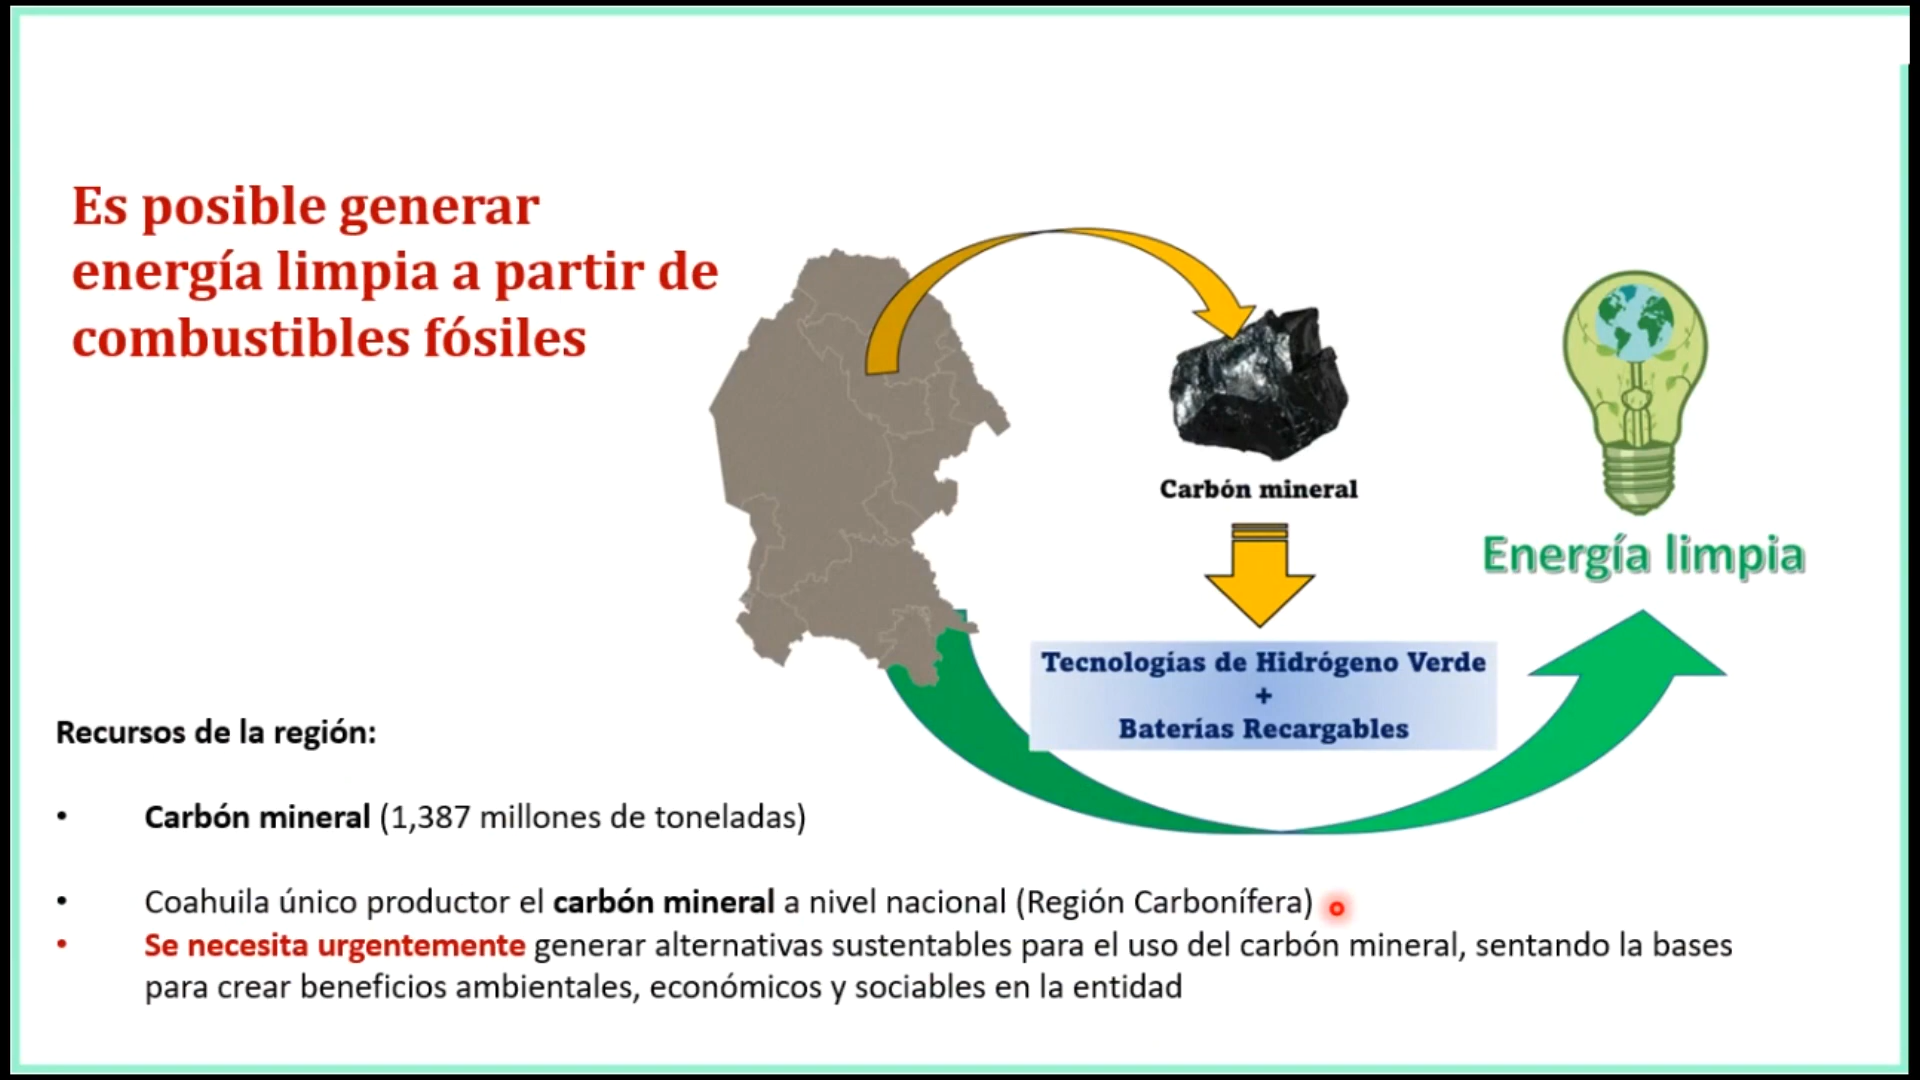 Es posible generar
energía limpia a partir de
combustibles fósiles
Carbón mineral
Energía limpia
Tecnologías de Hidrógeno Verde
+
Baterías Recargables
Recursos de la región:
• Carbón mineral (1,387 millones de toneladas)
• Coahuila único productor el carbón mineral a nivel nacional (Región Carbonífera)
• Se necesita urgentemente generar alternativas sustentables para el uso del carbón mineral, sentando la bases
para crear beneficios ambientales, económicos y sociables en la entidad